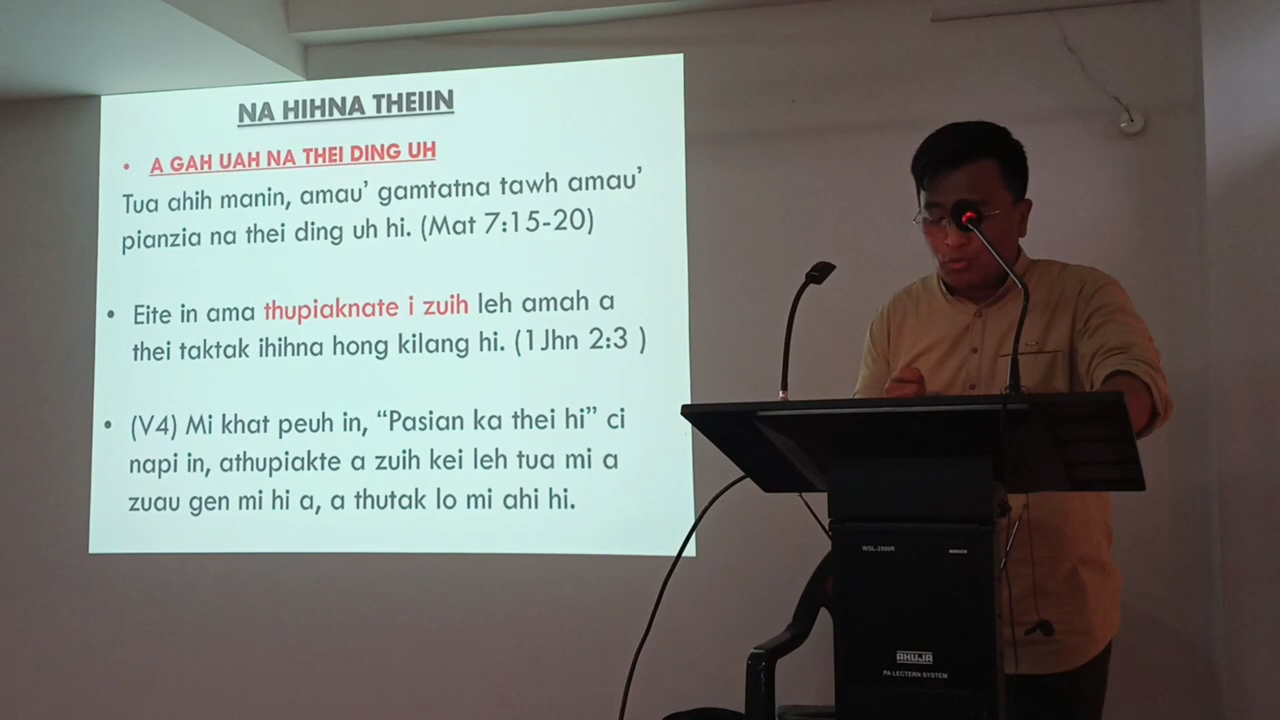 NA HIHNA THEIIN
• A GAH UAH NA THEI DING UH
Tua ahih manin, amau’ gamtatna tawh amau’
pianzia na thei ding uh hi. (Mat 7:15-20)
• Eite in ama thupiaknate i zuih leh amah a
thei taktak ihihna hong kilang hi. (1Jhn 2:3 )
• (V4) Mi khat peuh in, “Pasian ka thei hi” ci
napi in, athupiakte a zuih kei leh tua mi a
zuau gen mi hi a, a thutak lo mi ahi hi.
WSL-2500R
AHUJA
PA LECTERN SYSTEM